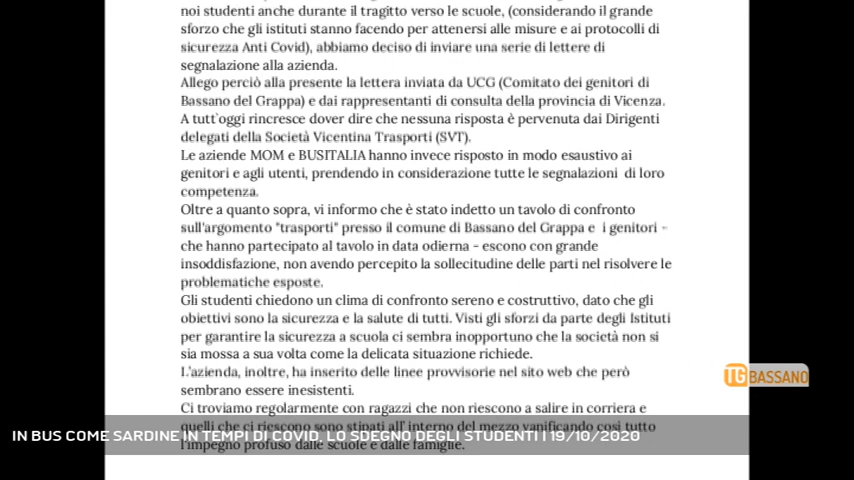 noi studenti anche durante il tragitto verso le scuole, (considerando il grande
sforzo che gli istituti stanno facendo per attenersi alle misure e ai protocolli di
sicurezza Anti Covid), abbiamo deciso di inviare una serie di lettere di
segnalazione alla azienda.
Allego perciò alla presente la lettera inviata da UCG (Comitato dei genitori di
Bassano del Grappa) e dai rappresentanti di consulta della provincia di Vicenza.
A tutt`oggi rincresce dover dire che nessuna risposta è pervenuta dai Dirigenti
delegati della Società Vicentina Trasporti (SVT).
Le aziende MOM e BUSITALIA hanno invece risposto in modo esaustivo ai
genitori e agli utenti, prendendo in considerazione tutte le segnalazioni di loro
competenza.
Oltre a quanto sopra, vi informo che è stato indetto un tavolo di confronto
sull'argomento "trasporti" presso il comune di Bassano del Grappa e i genitori -
che hanno partecipato al tavolo in data odierna - escono con grande
insoddisfazione, non avendo percepito la sollecitudine delle parti nel risolvere le
problematiche esposte.
Gli studenti chiedono un clima di confronto sereno e costruttivo, dato che gli
obiettivi sono la sicurezza e la salute di tutti. Visti gli sforzi da parte degli Istituti
per garantire la sicurezza a scuola ci sembra inopportuno che la società non si
sia mossa a sua volta come la delicata situazione richiede.
L'azienda, inoltre, ha inserito delle linee provvisorie nel sito web che però
sembrano essere inesistenti.
Ci troviamo regolarmente con ragazzi che non riescono a salire in corriera e
quelli che ci riescono sono stipati all' interno del mezzo vanificando così tutto
l'impegno profuso dalle scuole e dalle famiglie.
TG BASSANO
IN BUS COME SARDINE IN TEMPI DI COVID, LO SDEGNO DEGLI STUDENTI | 19/10/2020